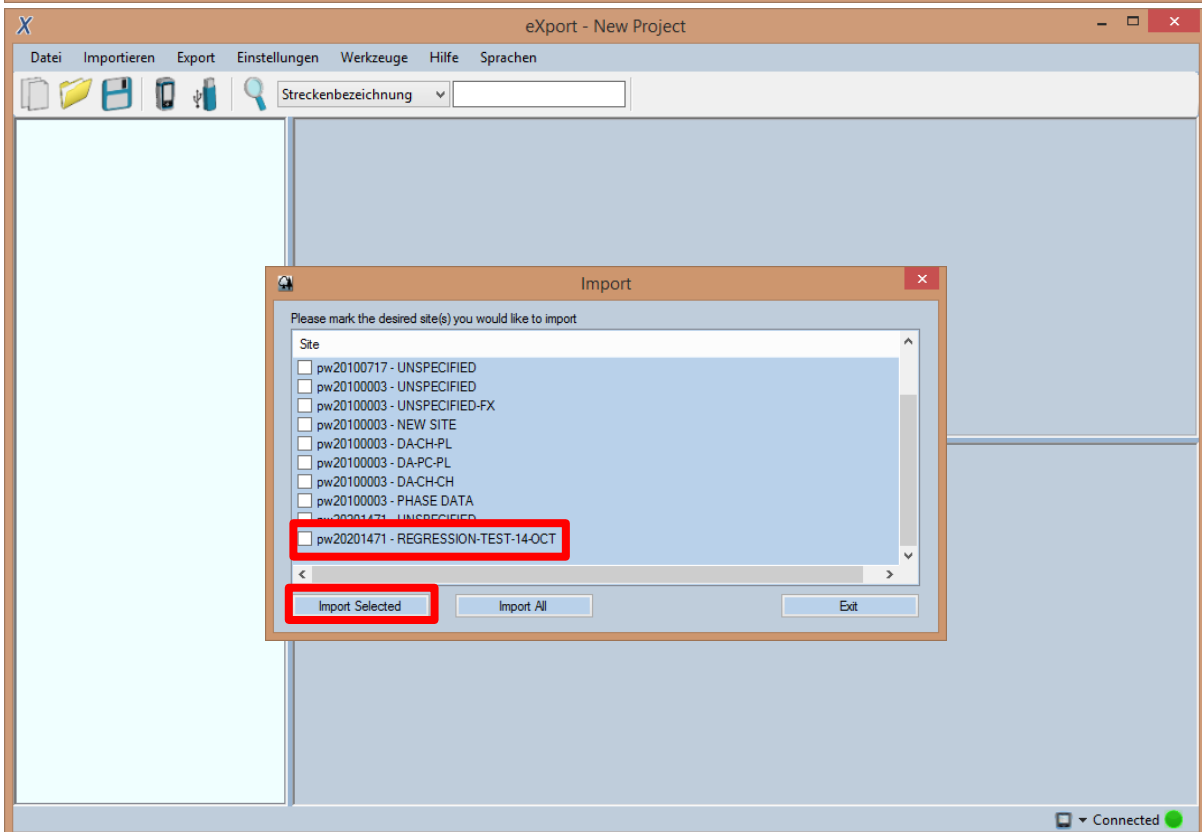 eXport - New Project
Datei Importieren Export Einstellungen Werkzeuge Hilfe Sprachen
Streckenbezeichnung
Import
Please mark the desired site(s) you would like to import
Site
pw20100717 - UNSPECIFIED
pw20100003 - UNSPECIFIED
pw20100003 - UNSPECIFIED-FX
pw20100003 - NEW SITE
pw20100003 - DA-CH-PL
pw20100003 - DA-PC-PL
pw20100003 - DA-CH-CH
pw20100003 - PHASE DATA
pw20201471 - UNSPECIFIED
pw20201471 - REGRESSION-TEST-14-OCT
Import Selected Import All Exit
Connected